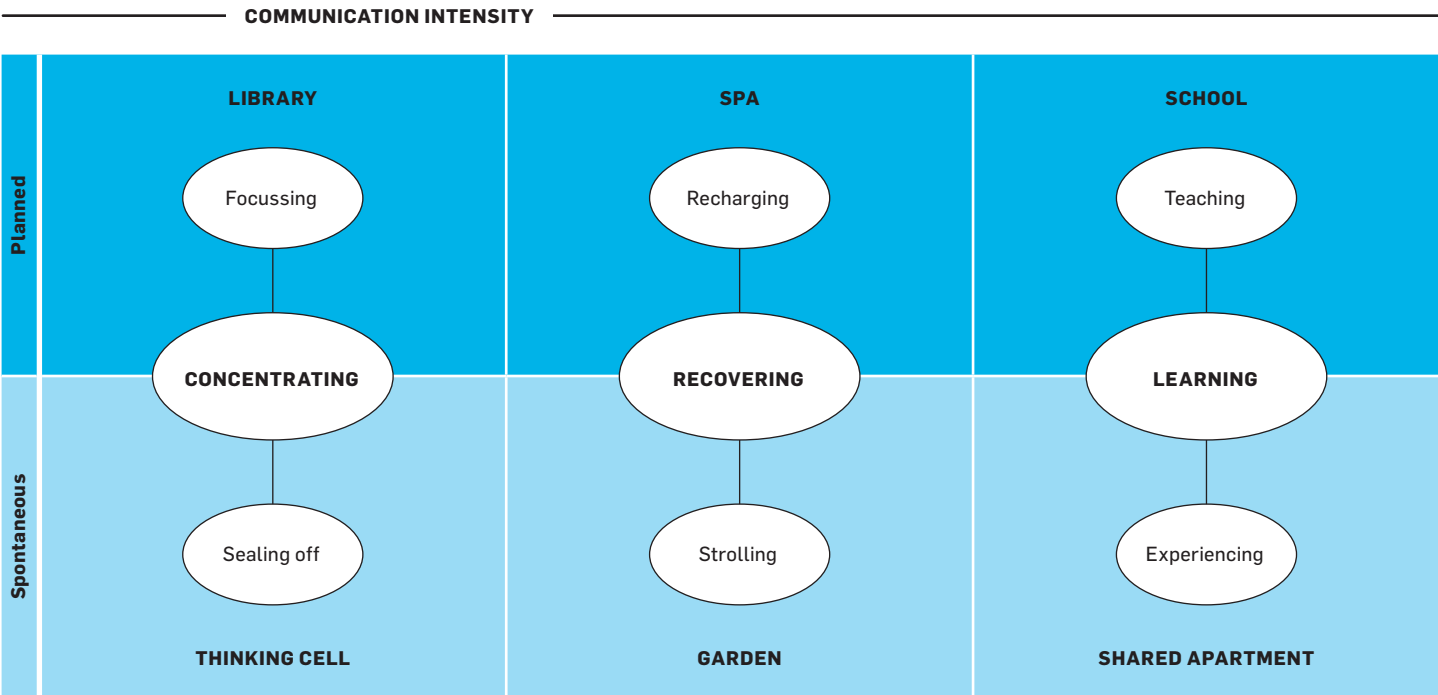 COMMUNICATION INTENSITY
Planned
LIBRARY
SPA
SCHOOL
Focussing
Recharging
Teaching
CONCENTRATING
RECOVERING
LEARNING
Spontaneous
Sealing off
Strolling
Experiencing
THINKING CELL
GARDEN
SHARED APARTMENT